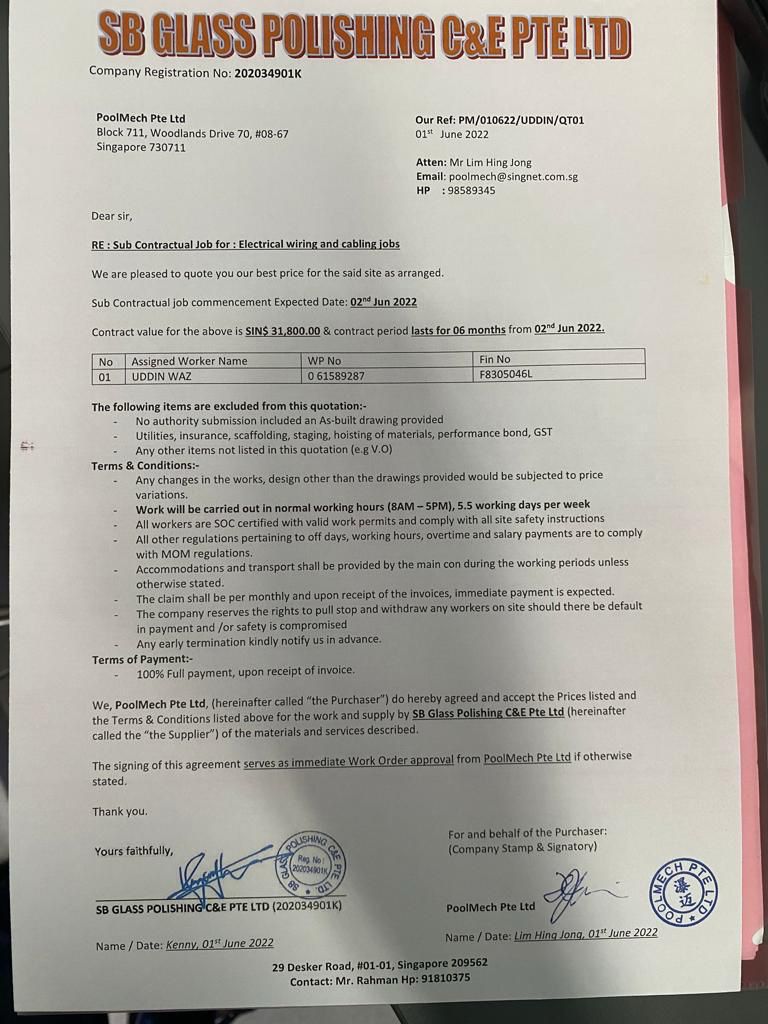 SB GLASS POLISHING C&E PTE LTD
Company Registration No: 202034901K
PoolMech Pte Ltd
Block 711, Woodlands Drive 70, #08-67
Singapore 730711
Our Ref: PM/010622/UDDIN/QT01
01st June 2022
Atten: Mr Lim Hing Jong
Email: poolmech@singnet.com.sg
HP : 98589345
Dear sir,
RE : Sub Contractual Job for : Electrical wiring and cabling jobs
We are pleased to quote you our best price for the said site as arranged.
Sub Contractual job commencement Expected Date: 02nd Jun 2022
Contract value for the above is SIN$ 31,800.00 & contract period lasts for 06 months from 02nd Jun 2022.
No Assigned Worker Name WP No Fin No
01 UDDIN WAZ 0 61589287 F8305046L
The following items are excluded from this quotation:-
- No authority submission included an As-built drawing provided
- Utilities, insurance, scaffolding, staging, hoisting of materials, performance bond, GST
- Any other items not listed in this quotation (e.g V.O)
Terms & Conditions:-
- Any changes in the works, design other than the drawings provided would be subjected to price
variations.
- Work will be carried out in normal working hours (8AM – 5PM), 5.5 working days per week
- All workers are SOC certified with valid work permits and comply with all site safety instructions
- All other regulations pertaining to off days, working hours, overtime and salary payments are to comply
with MOM regulations.
- Accommodations and transport shall be provided by the main con during the working periods unless
otherwise stated.
- The claim shall be per monthly and upon receipt of the invoices, immediate payment is expected.
- The company reserves the rights to pull stop and withdraw any workers on site should there be default
in payment and /or safety is compromised
- Any early termination kindly notify us in advance.
Terms of Payment:-
- 100% Full payment, upon receipt of invoice.
We, PoolMech Pte Ltd, (hereinafter called "the Purchaser") do hereby agreed and accept the Prices listed and
the Terms & Conditions listed above for the work and supply by SB Glass Polishing C&E Pte Ltd (hereinafter
called the "the Supplier") of the materials and services described.
The signing of this agreement serves as immediate Work Order approval from PoolMech Pte Ltd if otherwise
stated.
Thank you.
Yours faithfully,
SB GLASS POLISHING C&E PTE LTD.
Reg. No :
202034901K
SB GLASS POLISHING C&E PTE LTD (202034901K)
Name / Date: Kenny, 01st June 2022
For and behalf of the Purchaser:
(Company Stamp & Signatory)
POOLMECH PTE LTD
瀑
迈
PoolMech Pte Ltd
Name / Date: Lim Hing Jong, 01st June 2022
29 Desker Road, #01-01, Singapore 209562
Contact: Mr. Rahman Hp: 91810375